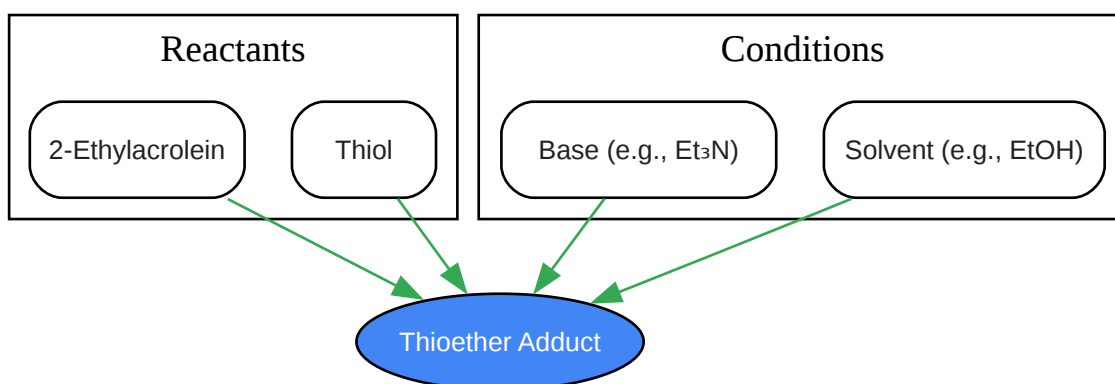 Reactants
Conditions
2-Ethylacrolein
Thiol
Base (e.g., Et₃N)
Solvent (e.g., EtOH)
Thioether Adduct